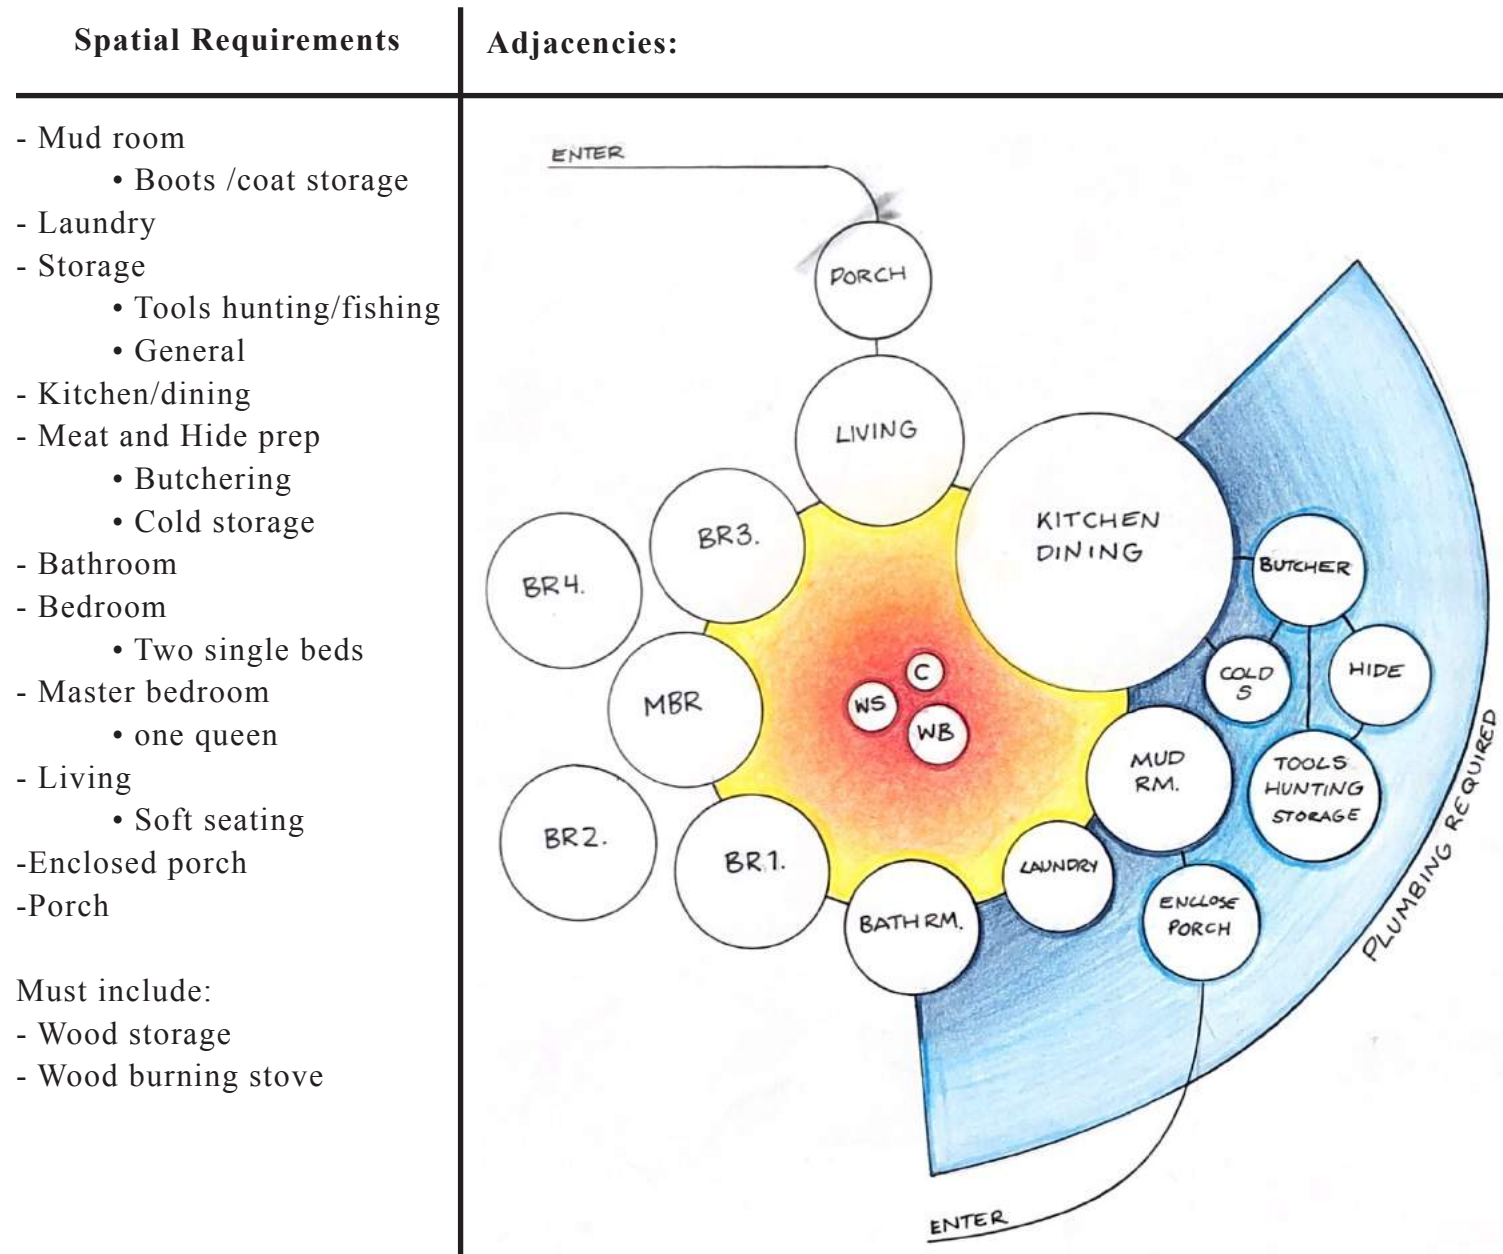 Spatial Requirements
Adjacencies:
- Mud room
• Boots /coat storage
- Laundry
- Storage
• Tools hunting/fishing
• General
- Kitchen/dining
- Meat and Hide prep
• Butchering
• Cold storage
- Bathroom
- Bedroom
• Two single beds
- Master bedroom
• one queen
- Living
• Soft seating
-Enclosed porch
-Porch
Must include:
- Wood storage
- Wood burning stove
ENTER
PORCH
LIVING
KITCHEN
DINING
BR3.
BR4.
BUTCHER
COLD
S
HIDE
MBR
C
WS
WB
MUD
RM.
TOOLS
HUNTING
STORAGE
BR2.
BR1.
BATH RM.
LAUNDRY
ENCLOSE
PORCH
PLUMBING REQUIRED
ENTER